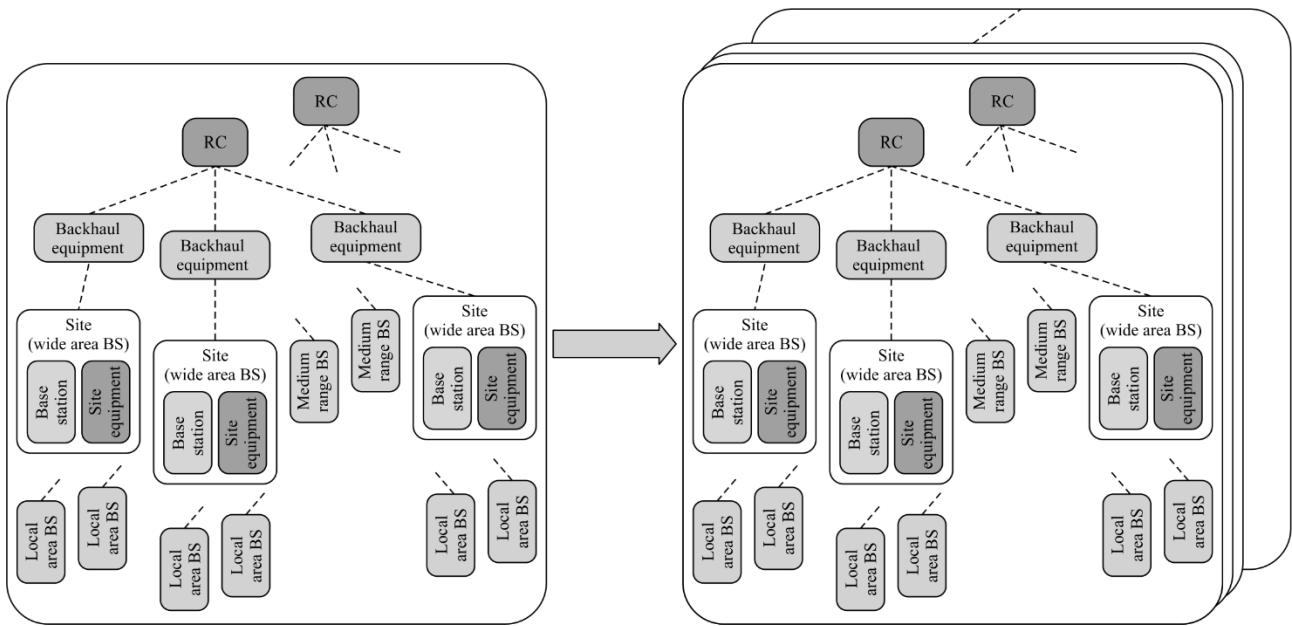 RC
RC
Backhaul
equipment
Backhaul
equipment
Backhaul
equipment
Site
(wide area BS)
Base
station
Site
equipment
Site
(wide area BS)
Base
station
Site
equipment
Medium
range BS
Medium
range BS
Site
(wide area BS)
Base
station
Site
equipment
Local
area BS
Local
area BS
Local
area BS
Local
area BS
Local
area BS
Local
area BS
RC
RC
Backhaul
equipment
Backhaul
equipment
Backhaul
equipment
Site
(wide area BS)
Base
station
Site
equipment
Site
(wide area BS)
Base
station
Site
equipment
Medium
range BS
Medium
range BS
Site
(wide area BS)
Base
station
Site
equipment
Local
area BS
Local
area BS
Local
area BS
Local
area BS
Local
area BS
Local
area BS